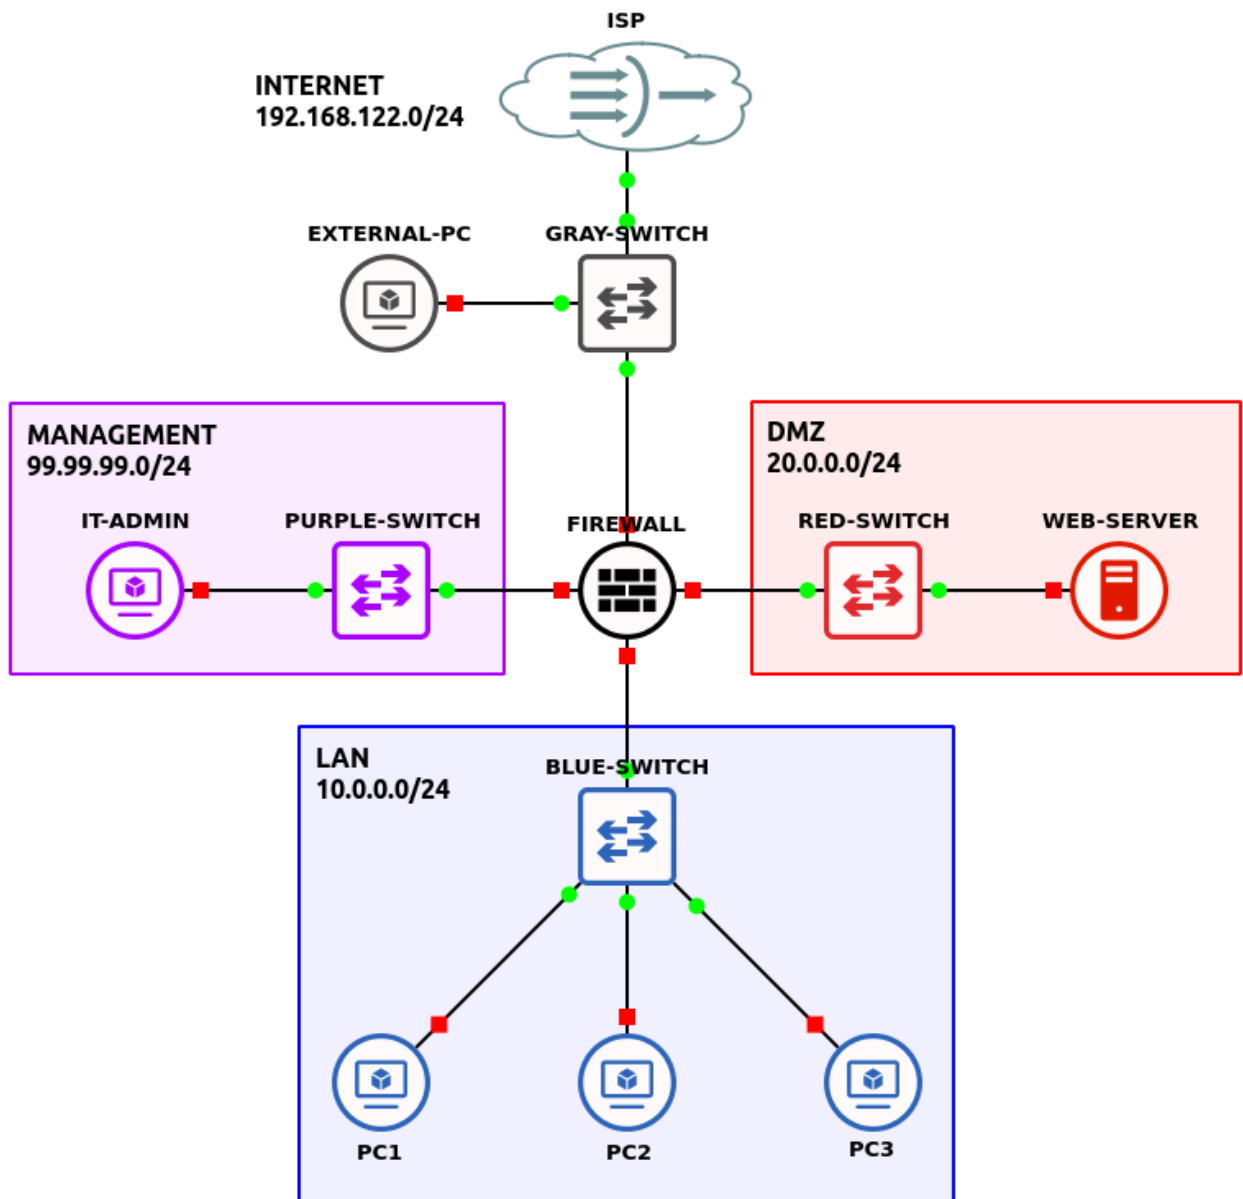 ISP
INTERNET
192.168.122.0/24
EXTERNAL-PC
GRAY-SWITCH
MANAGEMENT
99.99.99.0/24
DMZ
20.0.0.0/24
IT-ADMIN
PURPLE-SWITCH
FIREWALL
RED-SWITCH
WEB-SERVER
LAN
10.0.0.0/24
BLUE-SWITCH
PC1
PC2
PC3